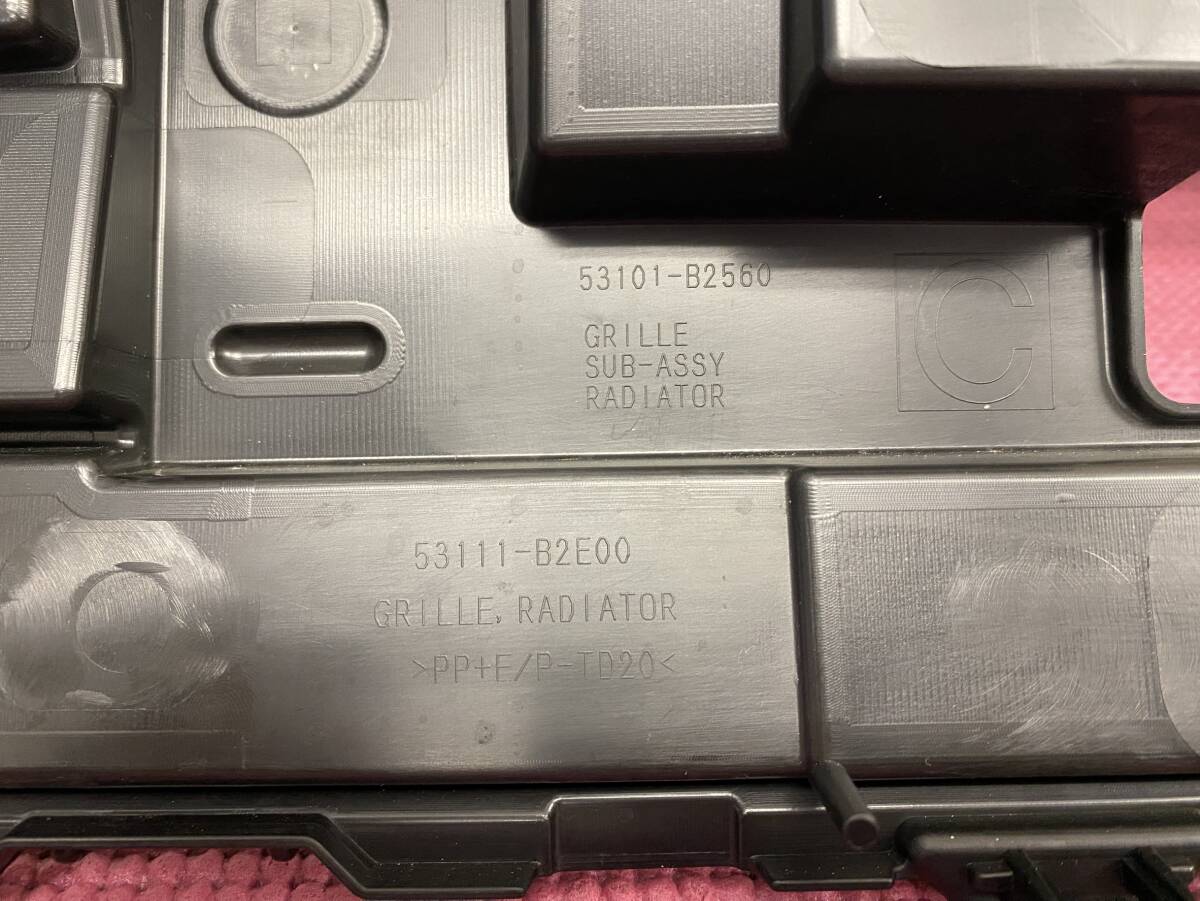 53101-B2560
GRILLE
SUB-ASSY
RADIATOR
C
53111-B2E00
GRILLE, RADIATOR
>PP+E/P-TD20<